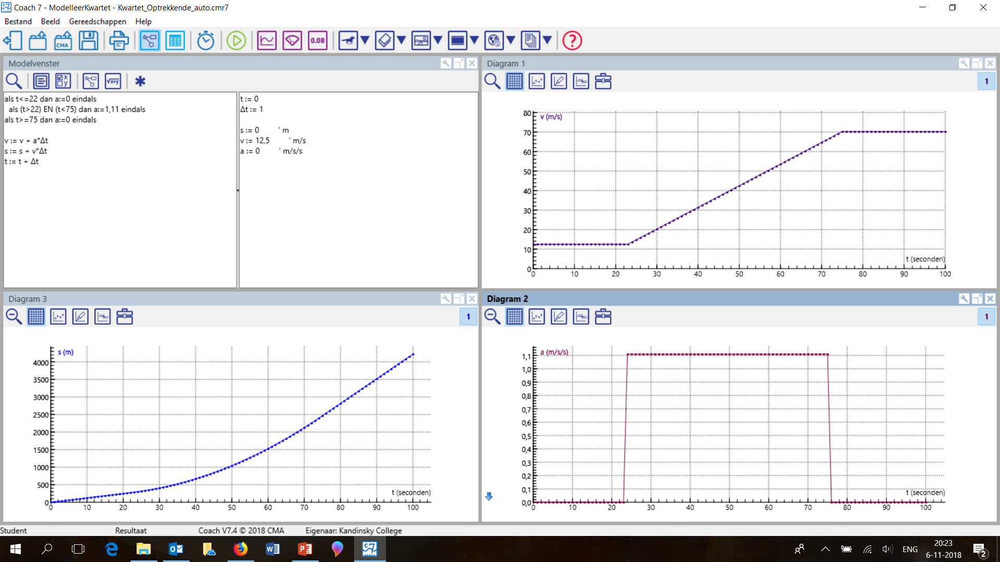 Coach 7 - ModelleerKwartet - Kwartet_Optrekkende_auto.cmr7
Bestand Beeld Gereedschappen Help
CMA 0.08 ?
Modelvenster
√x+y
als t<=22 dan a:=0 eindals
als (t>22) EN (t<75) dan a:=1,11 eindals
als t>=75 dan a:=0 eindals
v := v + a*Δt
s := s + v*Δt
t := t + Δt
t := 0
Δt := 1
s := 0 ' m
v := 12,5 ' m/s
a := 0 ' m/s/s
Diagram 1
1
v (m/s)
80
70
60
50
40
30
20
10
0
t (seconden)
0 10 20 30 40 50 60 70 80 90 100
Diagram 3
1
s (m)
4000
3500
3000
2500
2000
1500
1000
500
0
t (seconden)
0 10 20 30 40 50 60 70 80 90 100
Diagram 2
1
a (m/s/s)
1,1
1,0
0,9
0,8
0,7
0,6
0,5
0,4
0,3
0,2
0,1
0,0
t (seconden)
0 10 20 30 40 50 60 70 80 90 100
Student Resultaat Coach V7.4 © 2018 CMA Eigenaar: Kandinsky College
ENG
20:23
6-11-2018
2